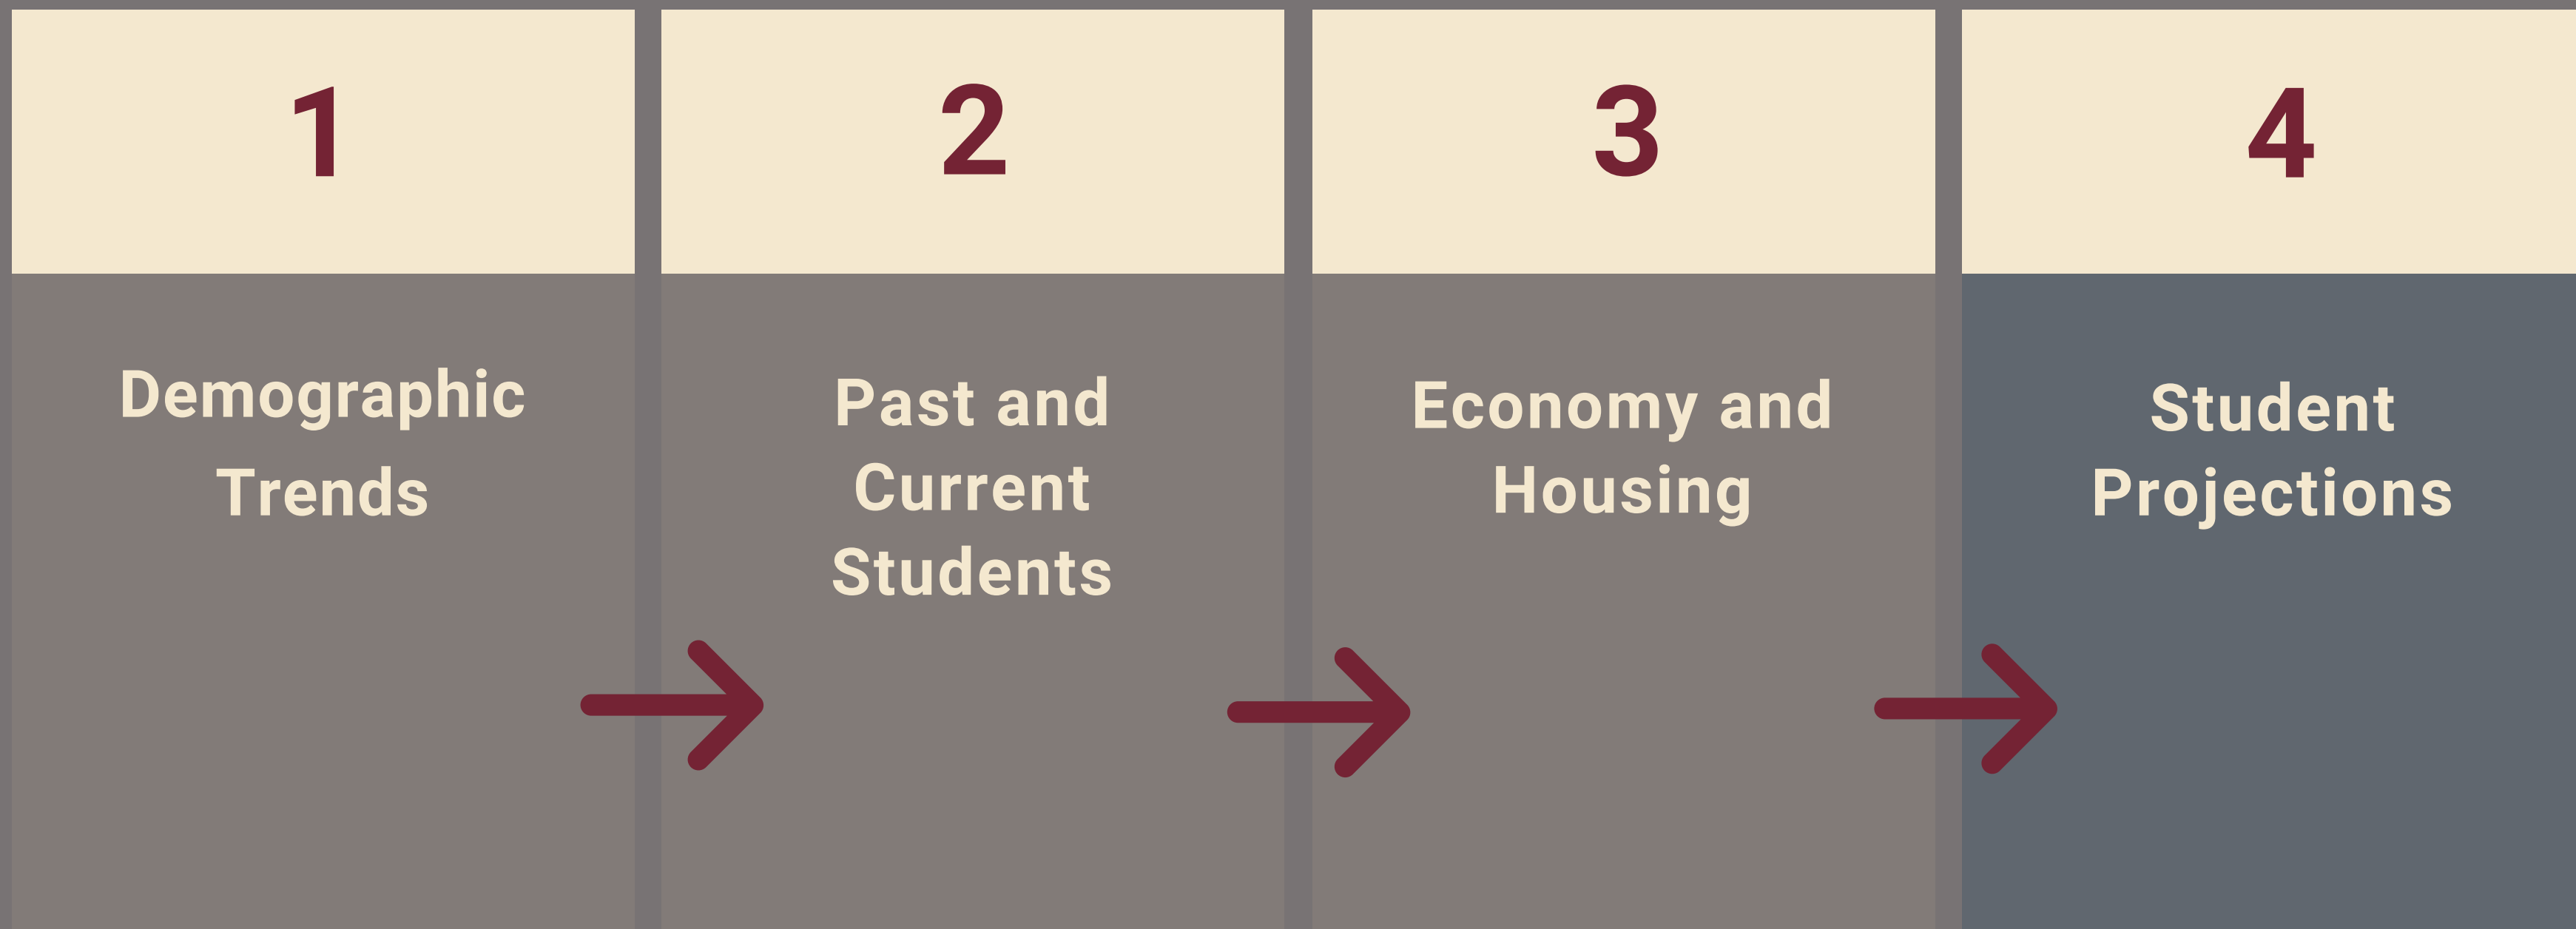 1
Demographic
Trends
2
Past and
Current
Students
3
Economy and
Housing
4
Student
Projections